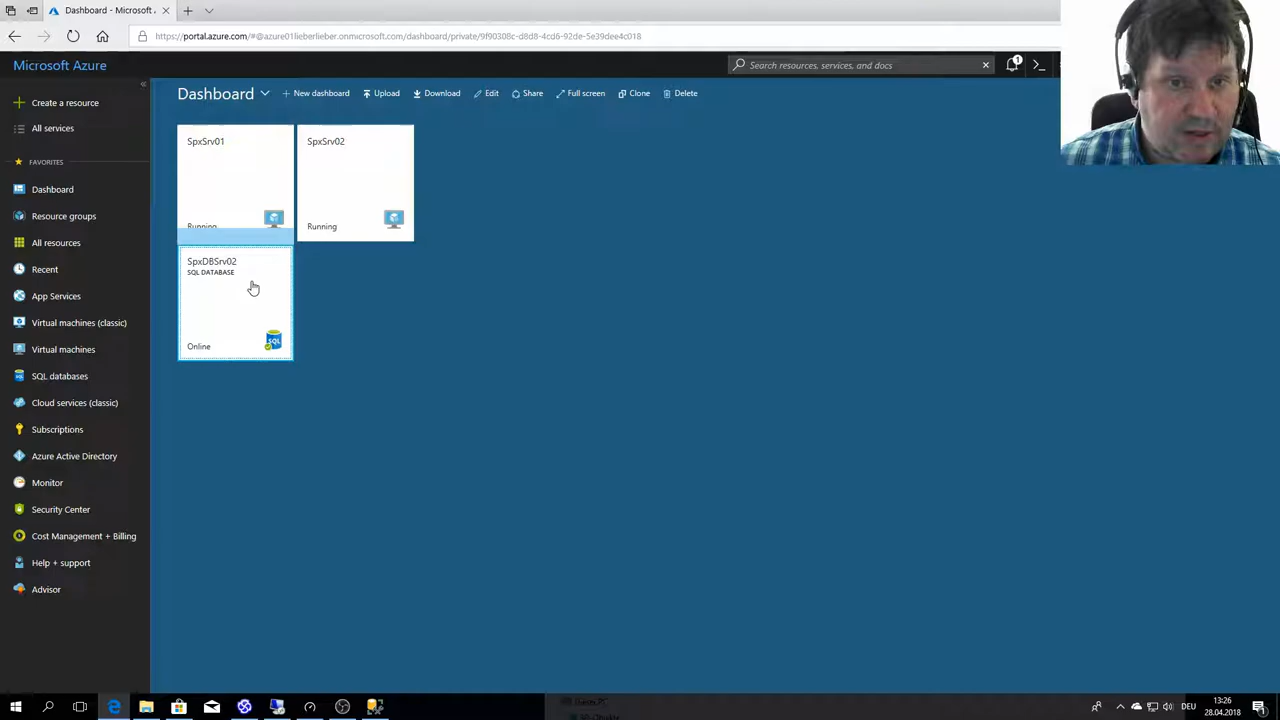 Dashboard - Microsoft
https://portal.azure.com/#@azure01lieberlieber.onmicrosoft.com/dashboard/private/9f90308c-d8d8-4cd6-92de-5e39dee4c018
Microsoft Azure
Search resources, services, and docs
1
Dashboard
New dashboard
Upload
Download
Edit
Share
Full screen
Clone
Delete
Create a resource
All services
FAVORITES
Dashboard
Resource groups
All resources
Recent
App Services
Virtual machines (classic)
Virtual machines
SQL databases
Cloud services (classic)
Subscriptions
Azure Active Directory
Monitor
Security Center
Cost Management + Billing
Help + support
Advisor
SpxSrv01
Running
SpxSrv02
Running
SpxDBSrv02
SQL DATABASE
Online
SQL
DEU
13:26
28.04.2018
1